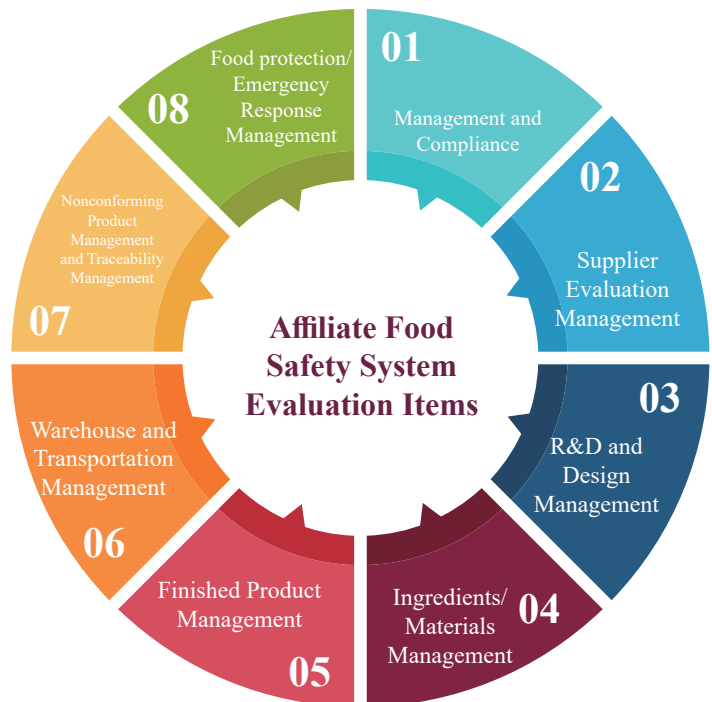 Affiliate Food
Safety System
Evaluation Items
01
Management and
Compliance
02
Supplier
Evaluation
Management
03
R&D and
Design
Management
Ingredients/
Materials
Management
04
Finished Product
Management
05
Warehouse and
Transportation
Management
06
Nonconforming
Product
Management
and Traceability
Management
07
Food protection/
Emergency
Response
Management
08